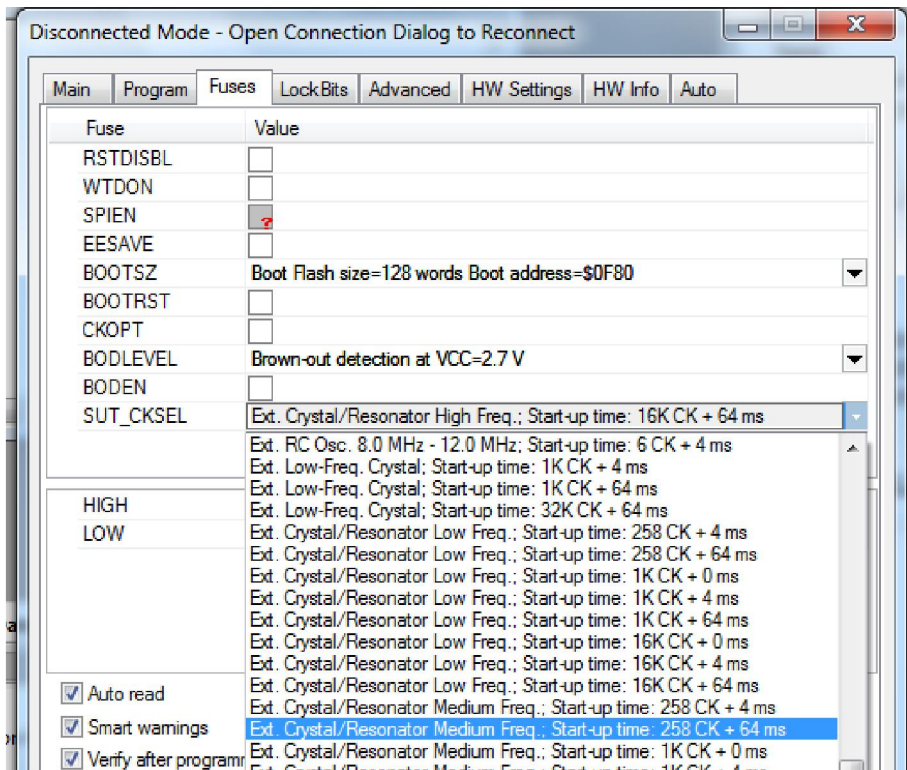 Disconnected Mode - Open Connection Dialog to Reconnect
Main Program Fuses LockBits Advanced HW Settings HW Info Auto
Fuse Value
RSTDISBL
WTDON
SPIEN ?
EESAVE
BOOTSZ Boot Flash size=128 words Boot address=$0F80
BOOTRST
CKOPT
BODLEVEL Brown-out detection at VCC=2.7 V
BODEN
SUT_CKSEL Ext. Crystal/Resonator High Freq.; Start-up time: 16K CK + 64 ms
Ext. RC Osc. 8.0 MHz - 12.0 MHz; Start-up time: 6 CK + 4 ms
Ext. Low-Freq. Crystal; Start-up time: 1K CK + 4 ms
Ext. Low-Freq. Crystal; Start-up time: 1K CK + 64 ms
HIGH Ext. Low-Freq. Crystal; Start-up time: 32K CK + 64 ms
LOW Ext. Crystal/Resonator Low Freq.; Start-up time: 258 CK + 4 ms
Ext. Crystal/Resonator Low Freq.; Start-up time: 258 CK + 64 ms
Ext. Crystal/Resonator Low Freq.; Start-up time: 1K CK + 0 ms
Ext. Crystal/Resonator Low Freq.; Start-up time: 1K CK + 4 ms
Ext. Crystal/Resonator Low Freq.; Start-up time: 1K CK + 64 ms
Ext. Crystal/Resonator Low Freq.; Start-up time: 16K CK + 0 ms
Ext. Crystal/Resonator Low Freq.; Start-up time: 16K CK + 4 ms
Auto read Ext. Crystal/Resonator Low Freq.; Start-up time: 16K CK + 64 ms
Ext. Crystal/Resonator Medium Freq.; Start-up time: 258 CK + 4 ms
Smart warnings Ext. Crystal/Resonator Medium Freq.; Start-up time: 258 CK + 64 ms
Verify after programr Ext. Crystal/Resonator Medium Freq.; Start-up time: 1K CK + 0 ms